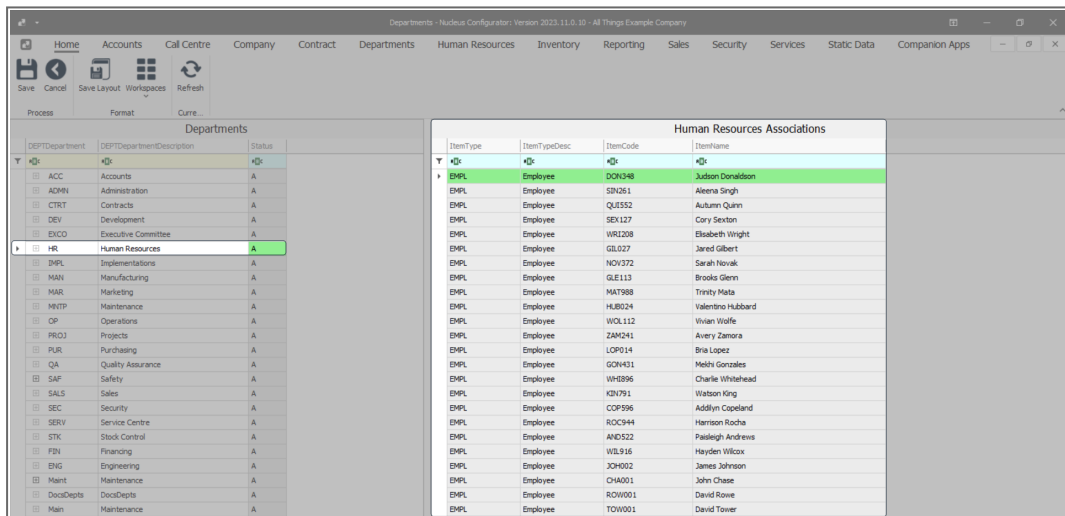 Departments - Nucleus Configurator: Version 2023.11.0.10 - All Things Example Company
Home Accounts Call Centre Company Contract Departments Human Resources Inventory Reporting Sales Security Services Static Data Companion Apps
Save Cancel Save Layout Workspaces Refresh
Process Format Curre...
Departments
DEPTDepartment DEPTDepartmentDescription Status
ACC Accounts A
ADMN Administration A
CTRT Contracts A
DEV Development A
EXCO Executive Committee A
HR Human Resources A
IMPL Implementations A
MAN Manufacturing A
MAR Marketing A
MNTP Maintenance A
OP Operations A
PROJ Projects A
PUR Purchasing A
QA Quality Assurance A
SAF Safety A
SALS Sales A
SEC Security A
SERV Service Centre A
STK Stock Control A
FIN Financing A
ENG Engineering A
Maint Maintenance A
DocsDepts DocsDepts A
Main Maintenance A
Human Resources Associations
ItemType ItemTypeDesc ItemCode ItemName
EMPL Employee DON348 Judson Donaldson
EMPL Employee SIN261 Aleena Singh
EMPL Employee QUI552 Autumn Quinn
EMPL Employee SEX127 Cory Sexton
EMPL Employee WRI208 Elisabeth Wright
EMPL Employee GIL027 Jared Gilbert
EMPL Employee NOV372 Sarah Novak
EMPL Employee GLE113 Brooks Glenn
EMPL Employee MAT988 Trinity Mata
EMPL Employee HUB024 Valentino Hubbard
EMPL Employee WOL112 Vivian Wolfe
EMPL Employee ZAM241 Avery Zamora
EMPL Employee LOP014 Bria Lopez
EMPL Employee GON431 Mekhi Gonzales
EMPL Employee WHI896 Charlie Whitehead
EMPL Employee KIN791 Watson King
EMPL Employee COP596 Addilyn Copeland
EMPL Employee ROC944 Harrison Rocha
EMPL Employee AND522 Paisleigh Andrews
EMPL Employee WIL916 Hayden Wilcox
EMPL Employee JOH002 James Johnson
EMPL Employee CHA001 John Chase
EMPL Employee ROW001 David Rowe
EMPL Employee TOW001 David Tower